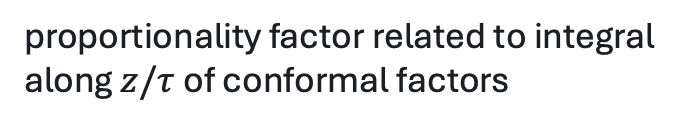 proportionality factor related to integral
along z/τ of conformal factors